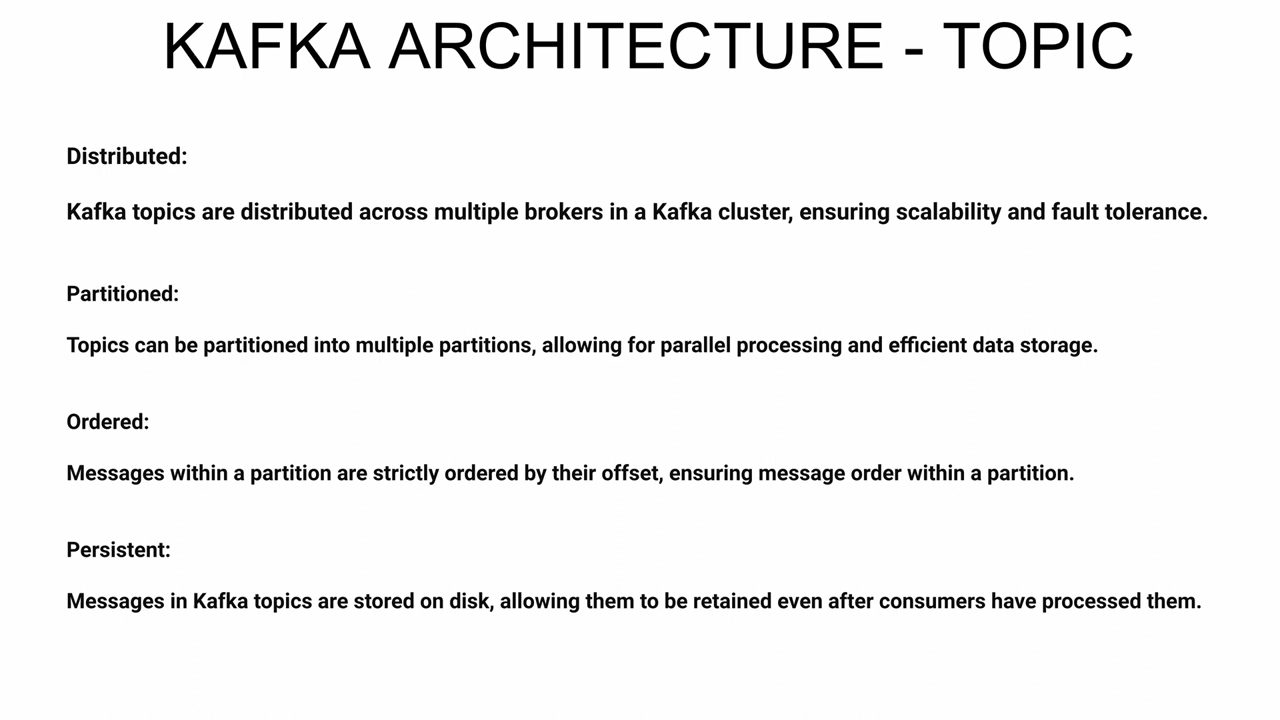 KAFKA ARCHITECTURE - TOPIC
Distributed:
Kafka topics are distributed across multiple brokers in a Kafka cluster, ensuring scalability and fault tolerance.
Partitioned:
Topics can be partitioned into multiple partitions, allowing for parallel processing and efficient data storage.
Ordered:
Messages within a partition are strictly ordered by their offset, ensuring message order within a partition.
Persistent:
Messages in Kafka topics are stored on disk, allowing them to be retained even after consumers have processed them.